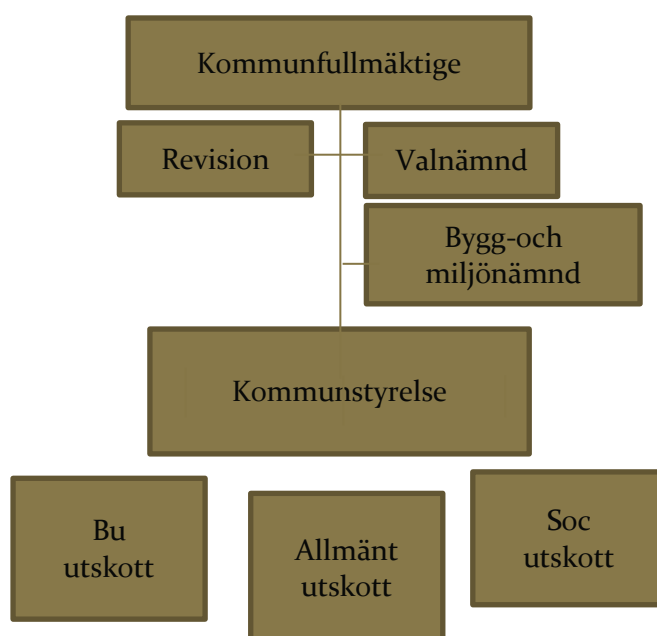 Kommunfullmäktige
Revision
Valnämnd
Bygg-och
miljönämnd
Kommunstyrelse
Bu
utskott
Allmänt
utskott
Soc
utskott